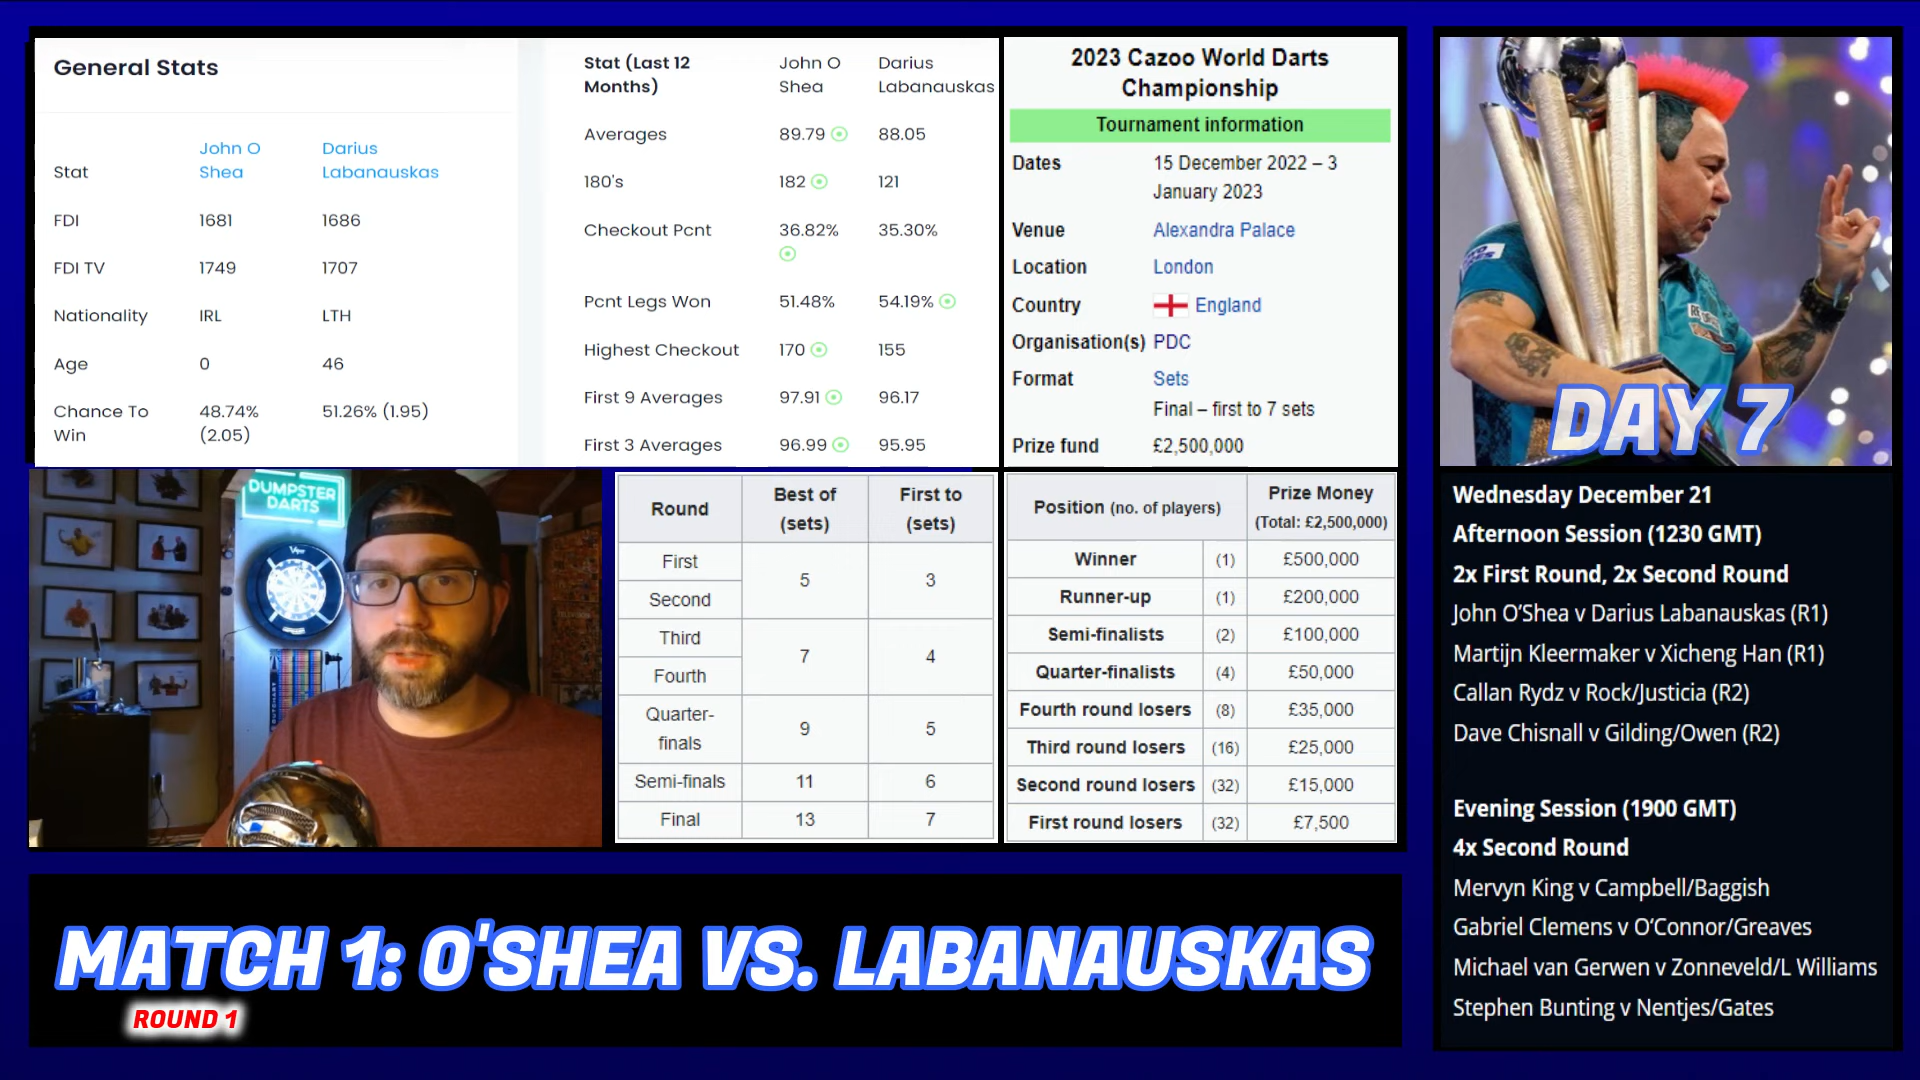 General Stats
Stat
John O Shea
Darius Labanauskas
FDI 1681 1686
FDI TV 1749 1707
Nationality IRL LTH
Age 0 46
Chance To Win 48.74% (2.05) 51.26% (1.95)
Stat (Last 12 Months)
John O Shea
Darius Labanauskas
Averages 89.79 88.05
180's 182 121
Checkout Pcnt 36.82% 35.30%
Pcnt Legs Won 51.48% 54.19%
Highest Checkout 170 155
First 9 Averages 97.91 96.17
First 3 Averages 96.99 95.95
2023 Cazoo World Darts
Championship
Tournament information
Dates 15 December 2022 – 3
January 2023
Venue Alexandra Palace
Location London
Country England
Organisation(s) PDC
Format Sets
Final – first to 7 sets
Prize fund £2,500,000
DAY 7
DUMPSTER
DARTS
Round Best of (sets) First to (sets)
First 5 3
Second
Third 7 4
Fourth
Quarter-finals 9 5
Semi-finals 11 6
Final 13 7
Position (no. of players) Prize Money (Total: £2,500,000)
Winner (1) £500,000
Runner-up (1) £200,000
Semi-finalists (2) £100,000
Quarter-finalists (4) £50,000
Fourth round losers (8) £35,000
Third round losers (16) £25,000
Second round losers (32) £15,000
First round losers (32) £7,500
Wednesday December 21
Afternoon Session (1230 GMT)
2x First Round, 2x Second Round
John O’Shea v Darius Labanauskas (R1)
Martijn Kleermaker v Xicheng Han (R1)
Callan Rydz v Rock/Justicia (R2)
Dave Chisnall v Gilding/Owen (R2)
Evening Session (1900 GMT)
4x Second Round
Mervyn King v Campbell/Baggish
Gabriel Clemens v O’Connor/Greaves
Michael van Gerwen v Zonneveld/L Williams
Stephen Bunting v Nentjes/Gates
MATCH 1: O'SHEA VS. LABANAUSKAS
ROUND 1